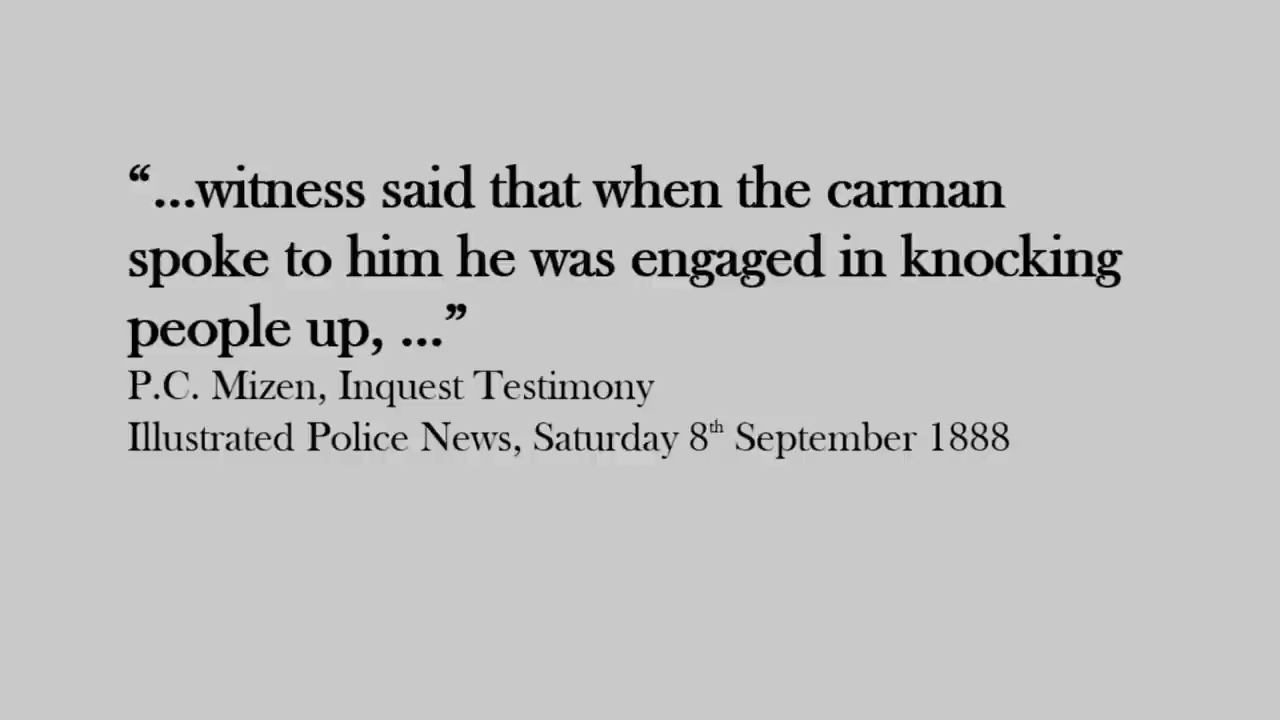 “...witness said that when the carman
spoke to him he was engaged in knocking
people up, ...”
P.C. Mizen, Inquest Testimony
Illustrated Police News, Saturday 8th September 1888